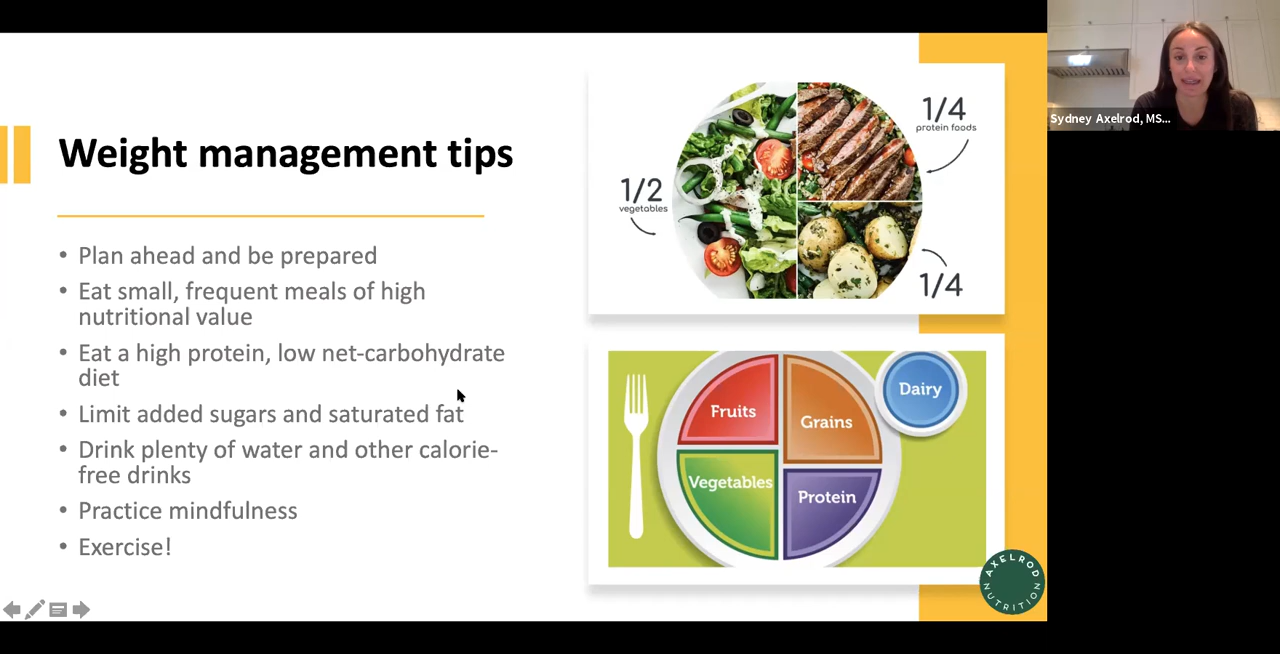 Weight management tips
• Plan ahead and be prepared
• Eat small, frequent meals of high
nutritional value
• Eat a high protein, low net-carbohydrate
diet
• Limit added sugars and saturated fat
• Drink plenty of water and other calorie-
free drinks
• Practice mindfulness
• Exercise!
1/2
vegetables
1/4
protein foods
1/4
Fruits
Grains
Dairy
Vegetables
Protein
AXELROD
NUTRITION
Sydney Axelrod, MS...